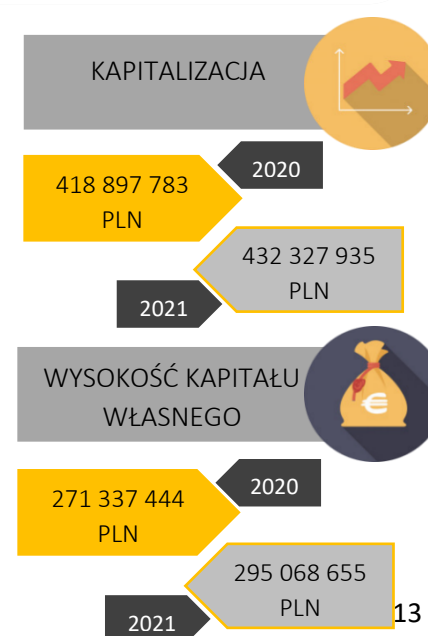 KAPITALIZACJA
2020
418 897 783
PLN
432 327 935
PLN
2021
WYSOKOŚĆ KAPITAŁU
WŁASNEGO
€
2020
271 337 444
PLN
295 068 655
PLN
2021
13